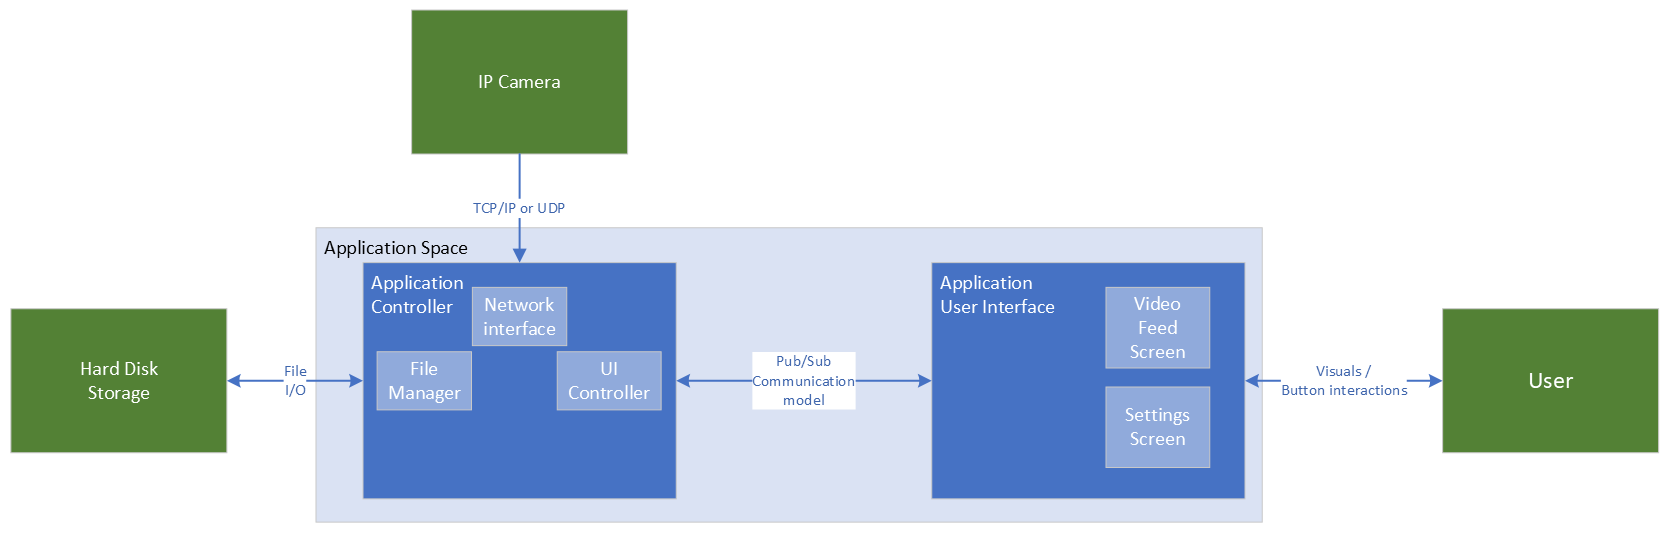 IP Camera
TCP/IP or UDP
Application Space
Application
Controller
Network
interface
File
Manager
UI
Controller
Application
User Interface
Video
Feed
Screen
Settings
Screen
Hard Disk
Storage
File
I/O
Pub/Sub
Communication
model
Visuals /
Button interactions
User